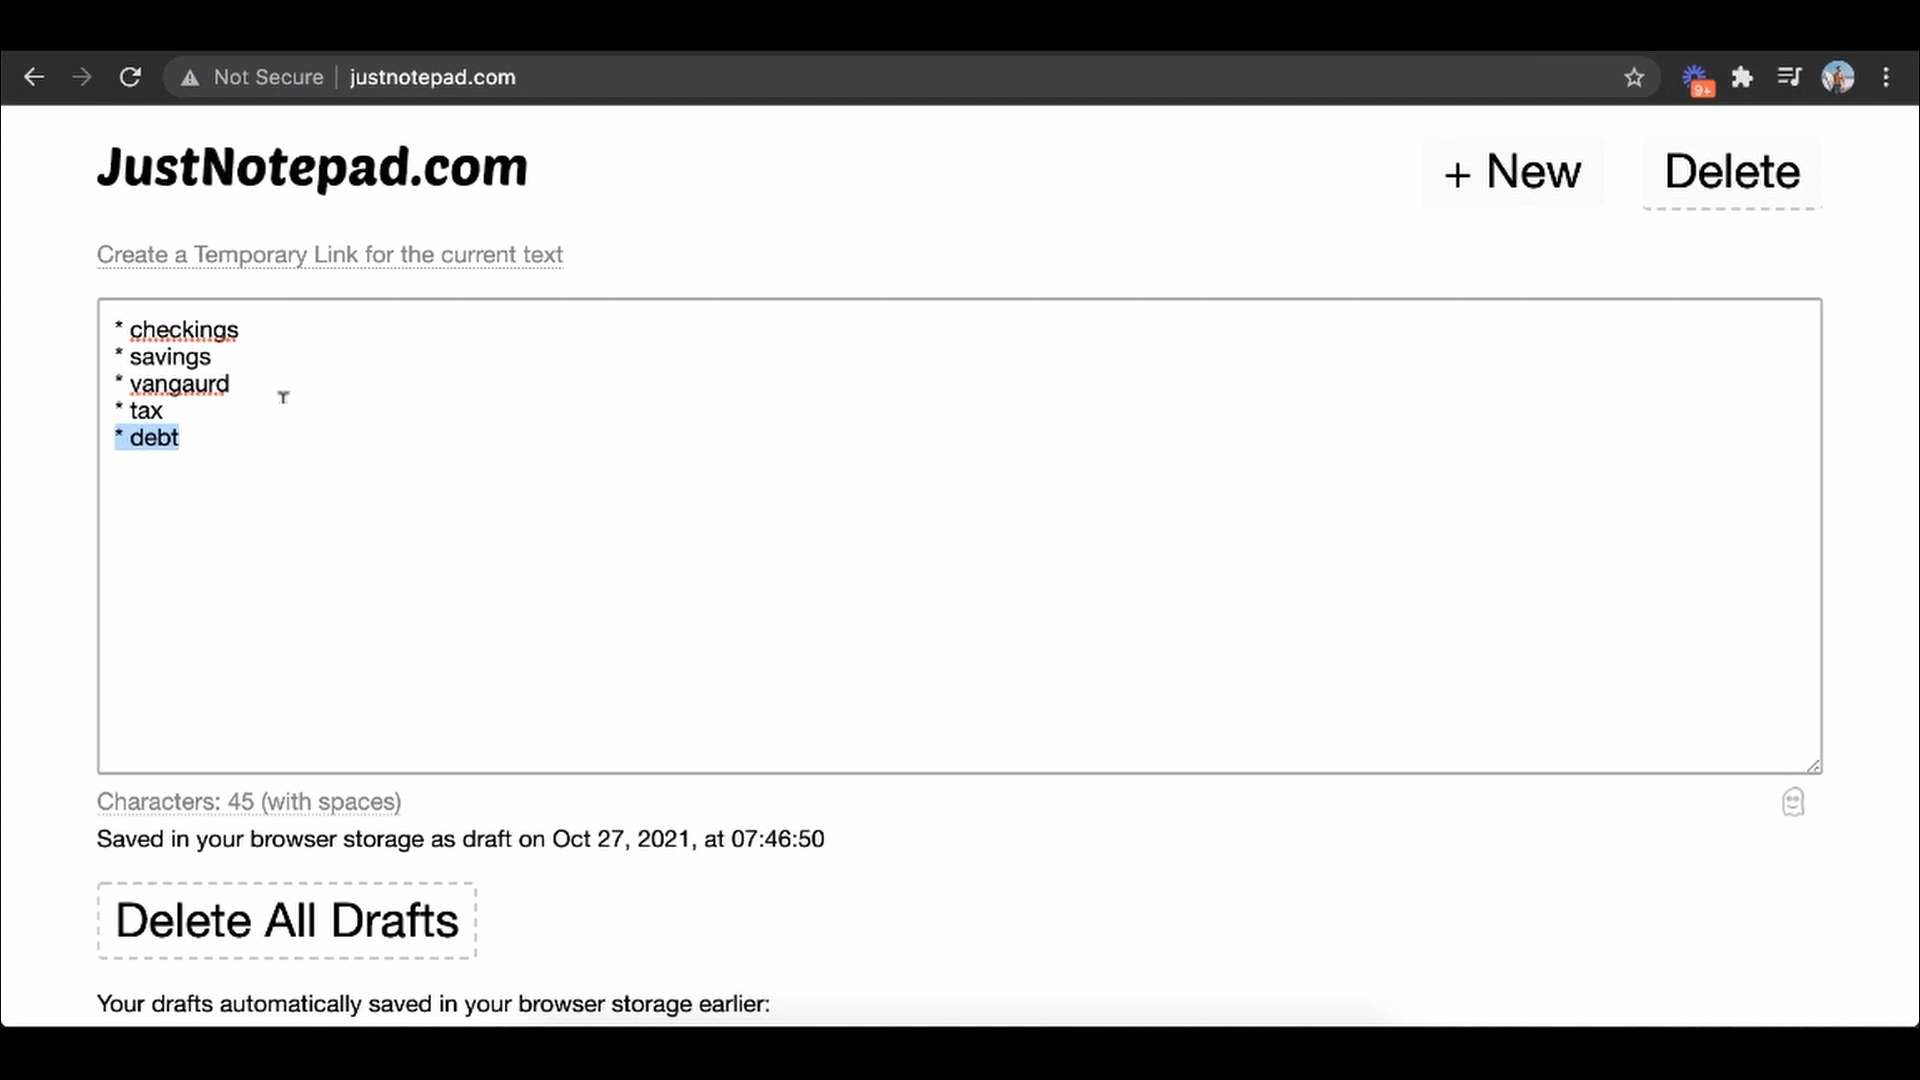 Not Secure
justnotepad.com
9+
JustNotepad.com
+ New
Delete
Create a Temporary Link for the current text
* checkings
* savings
* vangaurd
* tax
* debt
Characters: 45 (with spaces)
Saved in your browser storage as draft on Oct 27, 2021, at 07:46:50
Delete All Drafts
Your drafts automatically saved in your browser storage earlier: